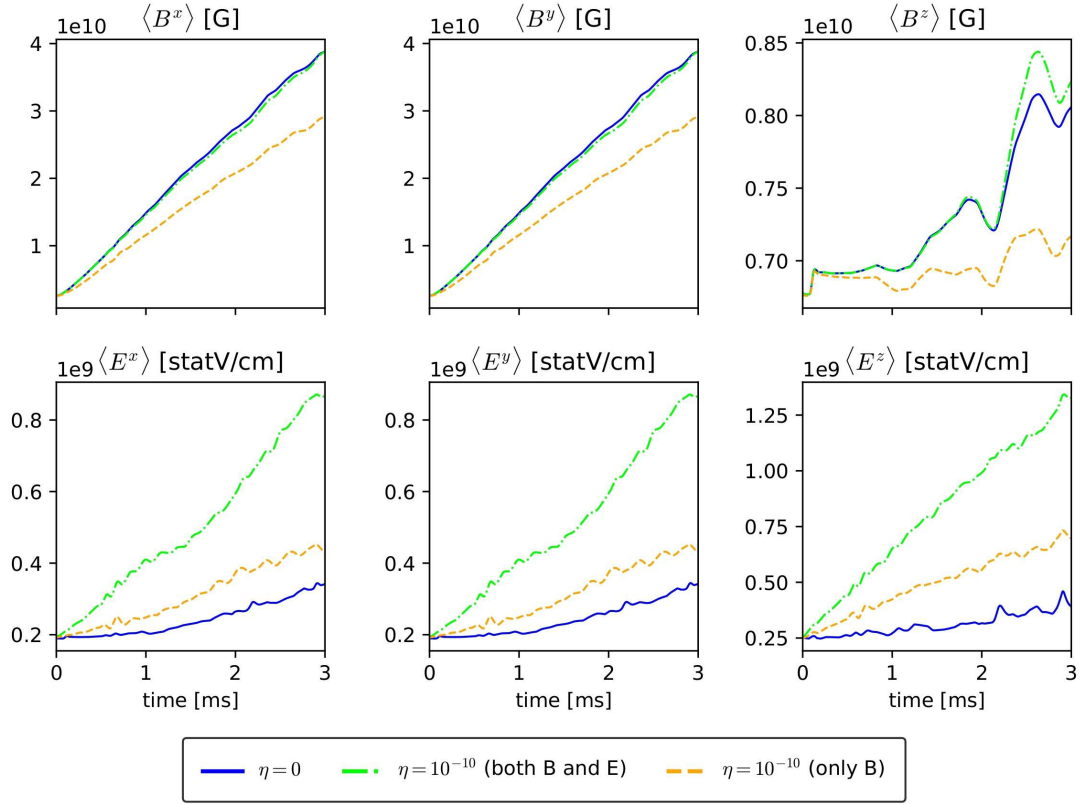 ⟨B^x⟩ [G]
1e10
4
3
2
1
⟨B^y⟩ [G]
1e10
4
3
2
1
⟨B^z⟩ [G]
1e10
0.85
0.80
0.75
0.70
⟨E^x⟩ [statV/cm]
1e9
0.8
0.6
0.4
0.2
0 1 2 3
time [ms]
⟨E^y⟩ [statV/cm]
1e9
0.8
0.6
0.4
0.2
0 1 2 3
time [ms]
⟨E^z⟩ [statV/cm]
1e9
1.25
1.00
0.75
0.50
0.25
0 1 2 3
time [ms]
η = 0 η = 10^{-10} (both B and E) η = 10^{-10} (only B)